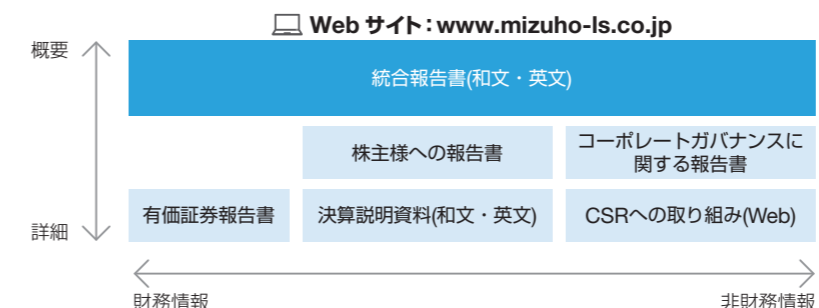 Web サイト：www.mizuho-ls.co.jp
概要
統合報告書(和文・英文)
株主様への報告書
コーポレートガバナンスに
関する報告書
有価証券報告書
決算説明資料(和文・英文)
CSRへの取り組み(Web)
詳細
財務情報
非財務情報